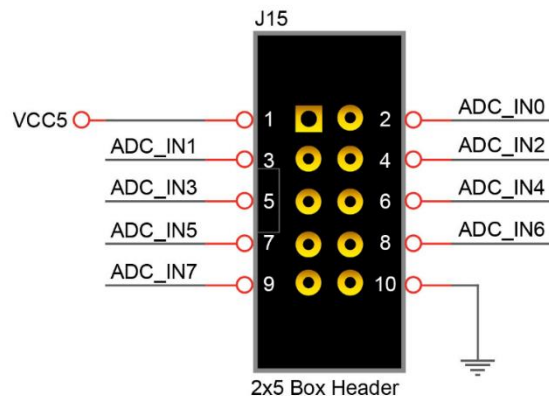 J15
VCC5 1 2 ADC_IN0
ADC_IN1 3 4 ADC_IN2
ADC_IN3 5 6 ADC_IN4
ADC_IN5 7 8 ADC_IN6
ADC_IN7 9 10
2x5 Box Header